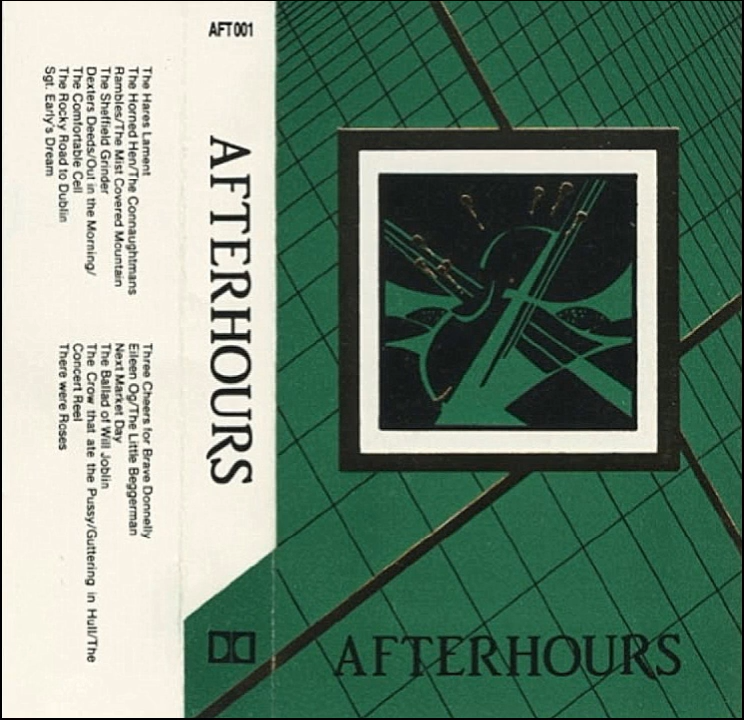 AFT 001
The Hares Lament
The Horned Hen/The Connaughtmans
Rambles/The Mist Covered Mountain
The Sheffield Grinder
Dexters Deeds/Out in the Morning/
The Comfortable Cell
The Rocky Road to Dublin
Sgt. Early's Dream
Three Cheers for Brave Donnelly
Eileen Og/The Little Beggerman
Next Market Day
The Ballad of Will Joblin
The Crow that ate the Pussy/Guttering in Hull/The
Concert Reel
There were Roses
AFTERHOURS
AFTERHOURS